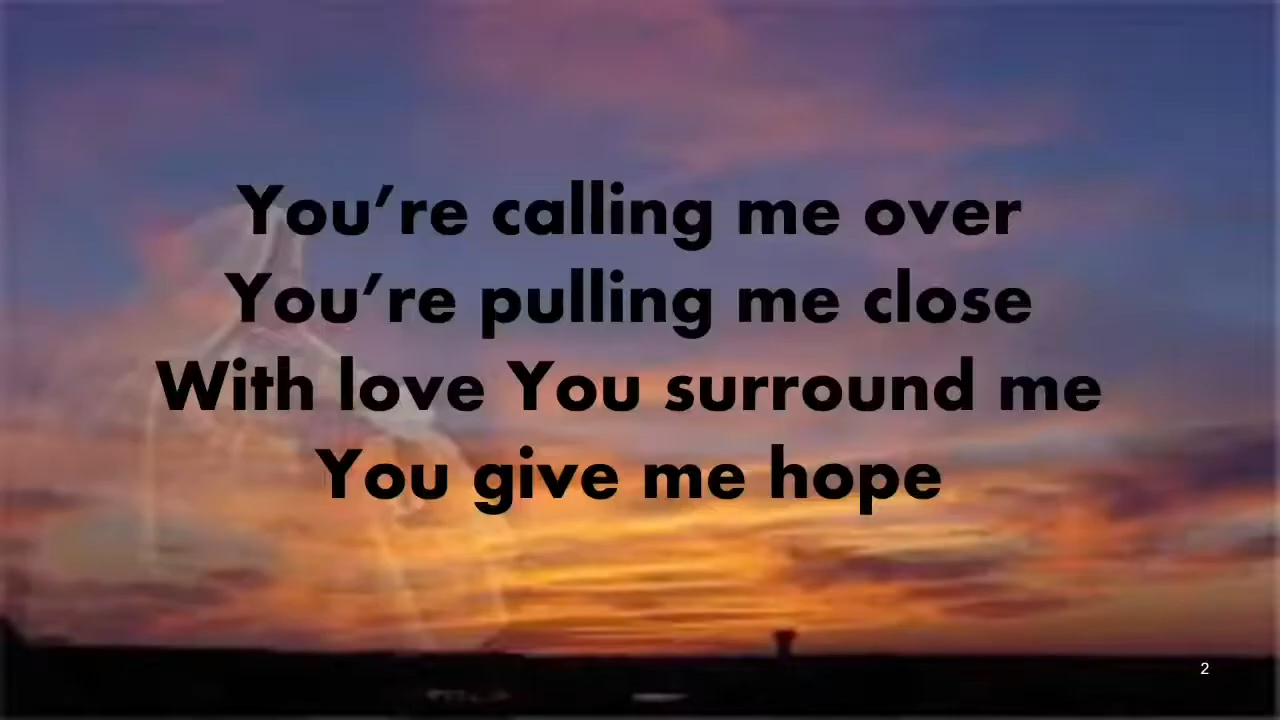 You’re calling me over
You’re pulling me close
With love You surround me
You give me hope
2